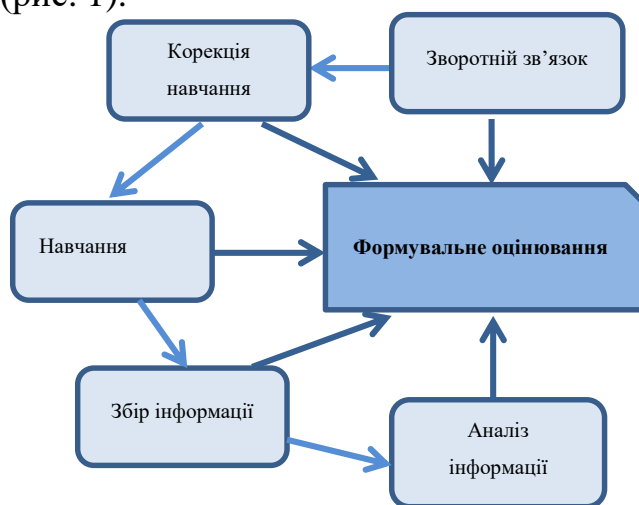 (рис. 1).
Корекція
навчання
Зворотній зв’язок
Навчання
Формувальне оцінювання
Збір інформації
Аналіз
інформації